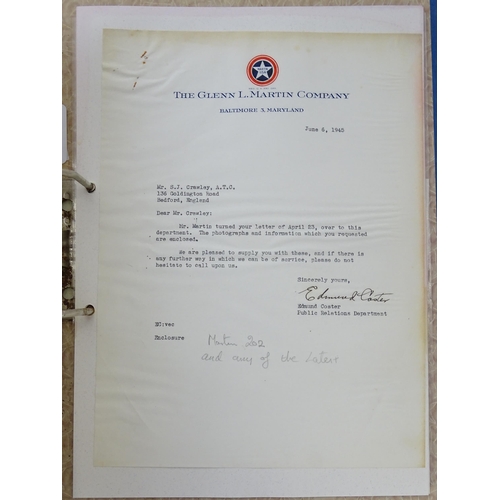 THE GLENN L. MARTIN COMPANY
BALTIMORE 3, MARYLAND
June 6, 1945
Mr. S.J. Crawley, A.T.C.
136 Goldington Road
Bedford, England
Dear Mr. Crawley:
Mr. Martin turned your letter of April 23, over to this
department. The photographs and information which you requested
are enclosed.
We are pleased to supply you with these, and if there is
any further way in which we can be of service, please do not
hesitate to call upon us.
Sincerely yours,
Edmund Coster
Edmund Coster
Public Relations Department
EC:veo
Enclosure
Martin 202
and any of the later